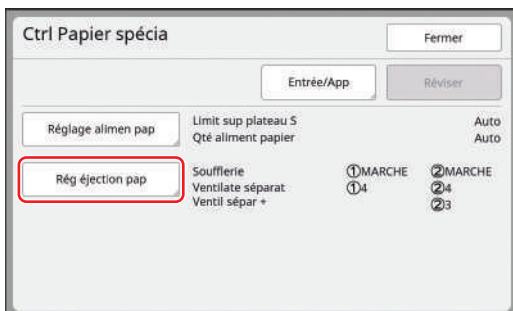 Ctrl Papier spécia
Fermer
Entrée/App
Réviser
Réglage alimen pap
Limit sup plateau S Auto
Qté aliment papier Auto
Rég éjection pap
Soufflerie ①MARCHE ②MARCHE
Ventilate séparat ①4 ②4
Ventil sépar + ②3